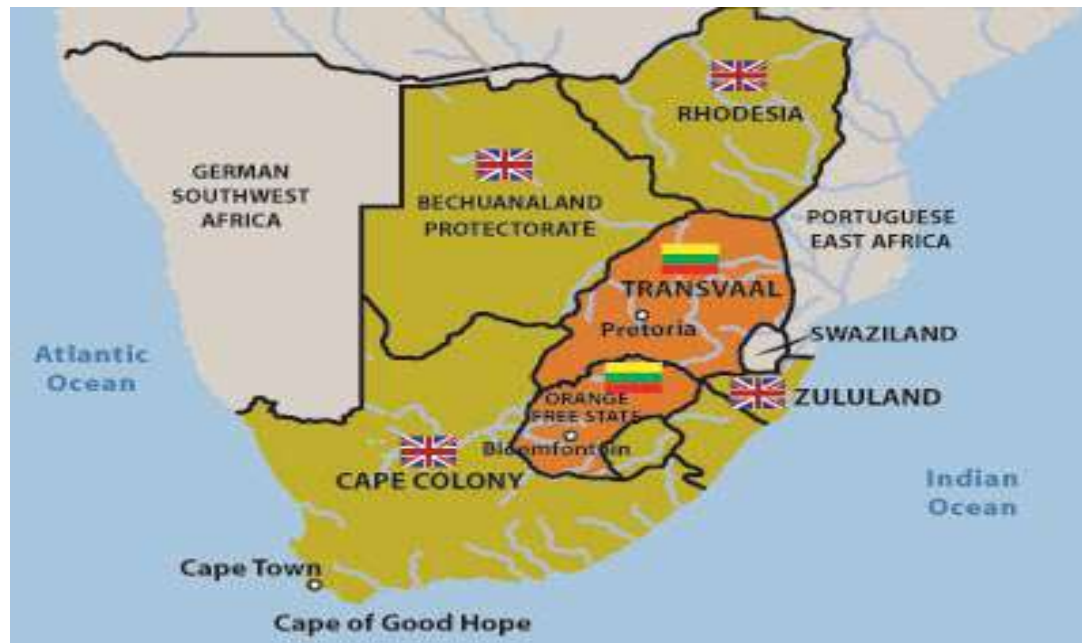 RHODESIA
GERMAN
SOUTHWEST
AFRICA
BECHUANALAND
PROTECTORATE
PORTUGUESE
EAST AFRICA
TRANSVAAL
Pretoria
SWAZILAND
Atlantic
Ocean
ZULULAND
ORANGE
FREE STATE
Bloomfontein
CAPE COLONY
Indian
Ocean
Cape Town
Cape of Good Hope